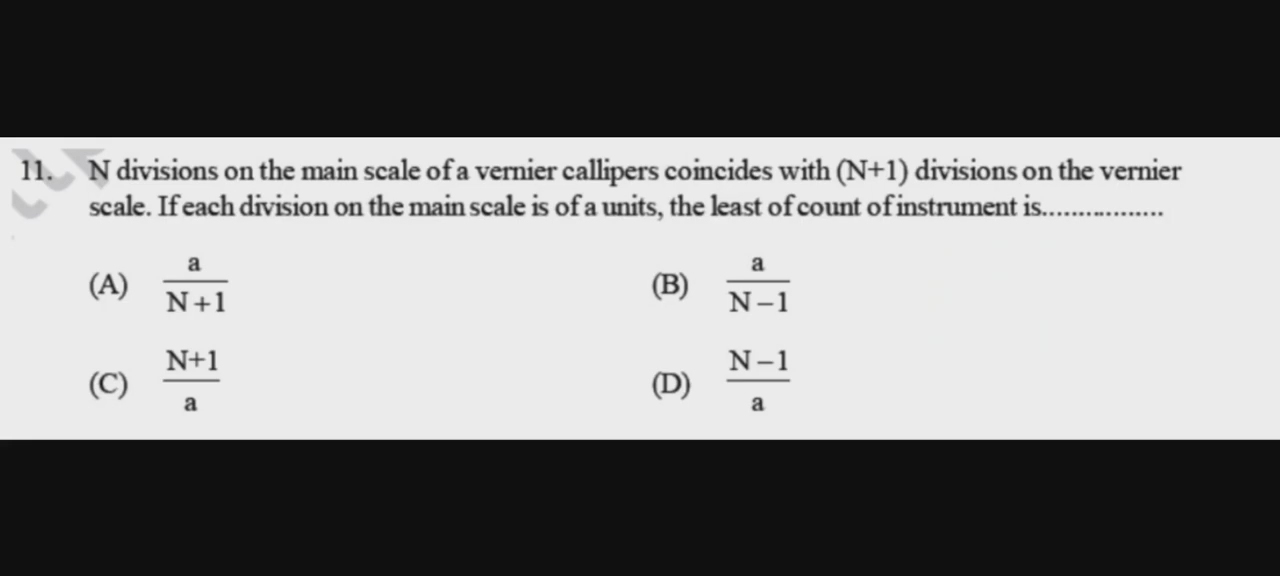 11. N divisions on the main scale of a vernier callipers coincides with (N+1) divisions on the vernier
scale. If each division on the main scale is of a units, the least of count of instrument is.................
(A) a / N+1 (B) a / N−1
(C) N+1 / a (D) N−1 / a